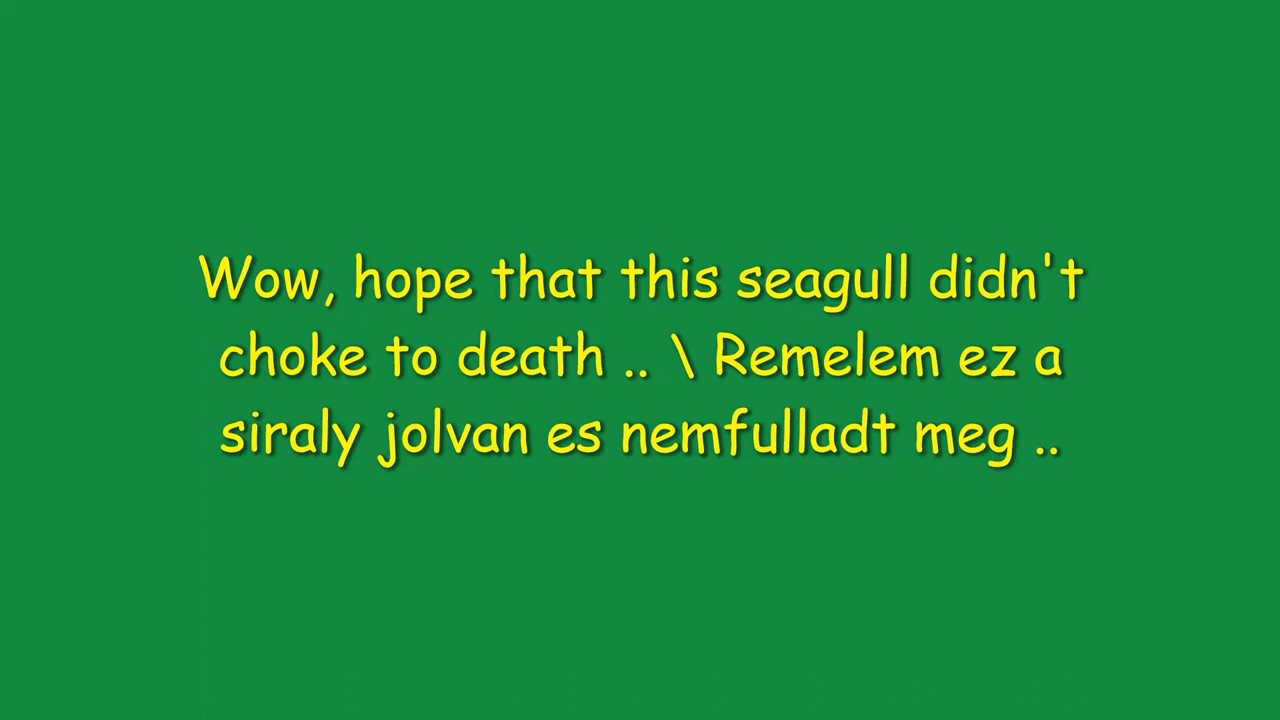 Wow, hope that this seagull didn't
choke to death .. \ Remelem ez a
siraly jolvan es nemfulladt meg ..